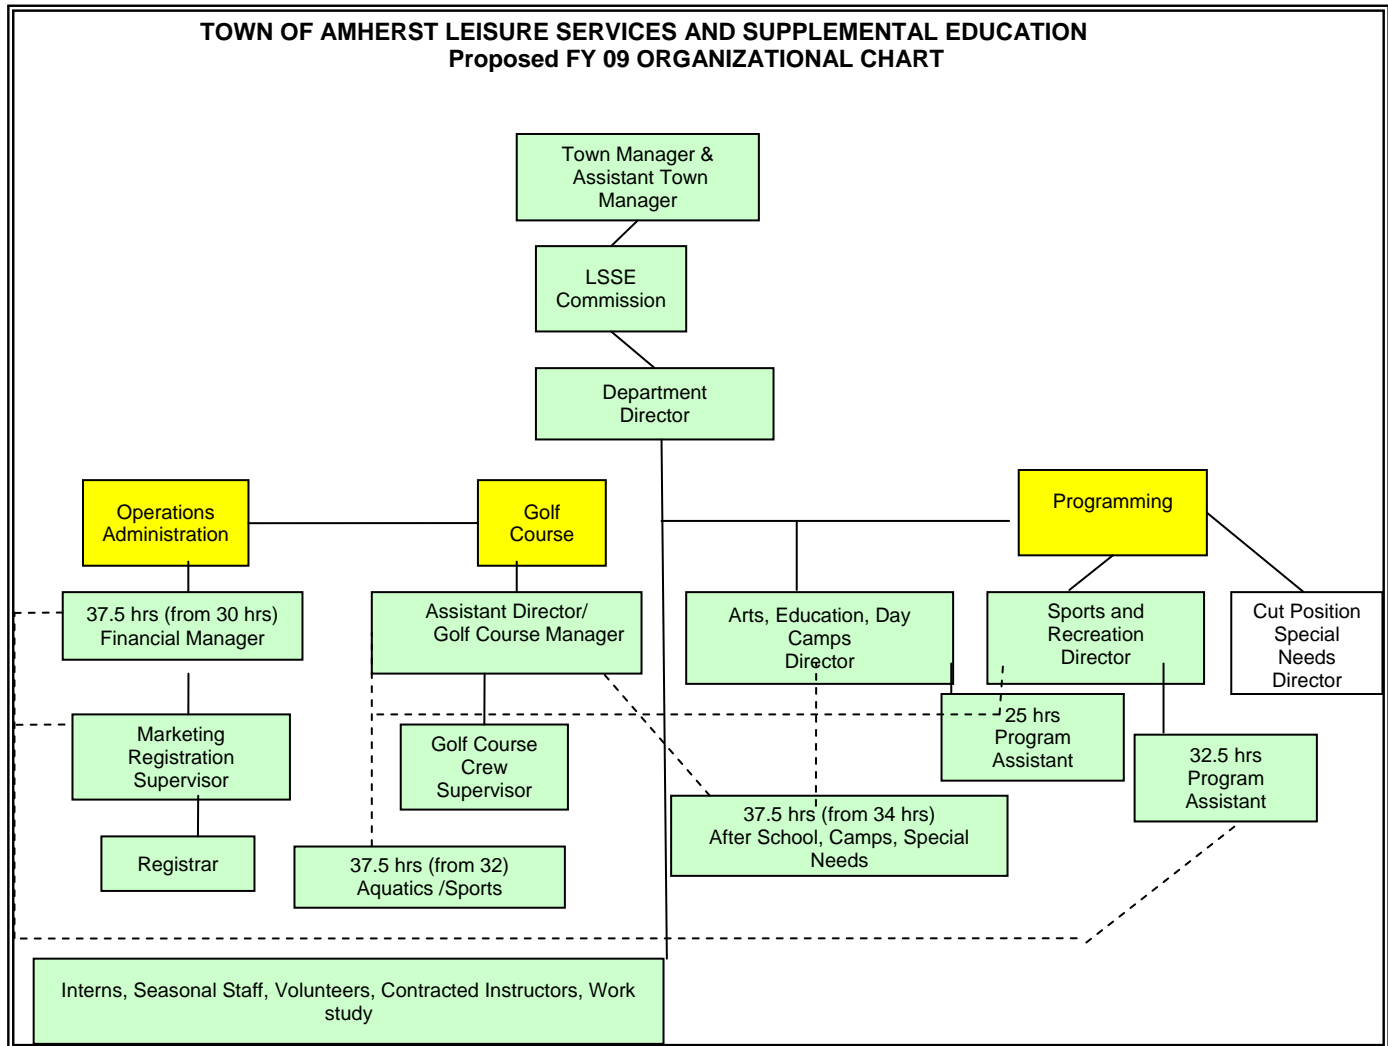 TOWN OF AMHERST LEISURE SERVICES AND SUPPLEMENTAL EDUCATION
Proposed FY 09 ORGANIZATIONAL CHART
Town Manager &
Assistant Town
Manager
LSSE
Commission
Department
Director
Operations
Administration
Golf
Course
Programming
37.5 hrs (from 30 hrs)
Financial Manager
Assistant Director/
Golf Course Manager
Arts, Education, Day
Camps
Director
Sports and
Recreation
Director
Cut Position
Special
Needs
Director
Marketing
Registration
Supervisor
Golf Course
Crew
Supervisor
25 hrs
Program
Assistant
32.5 hrs
Program
Assistant
Registrar
37.5 hrs (from 32)
Aquatics /Sports
37.5 hrs (from 34 hrs)
After School, Camps, Special
Needs
Interns, Seasonal Staff, Volunteers, Contracted Instructors, Work
study